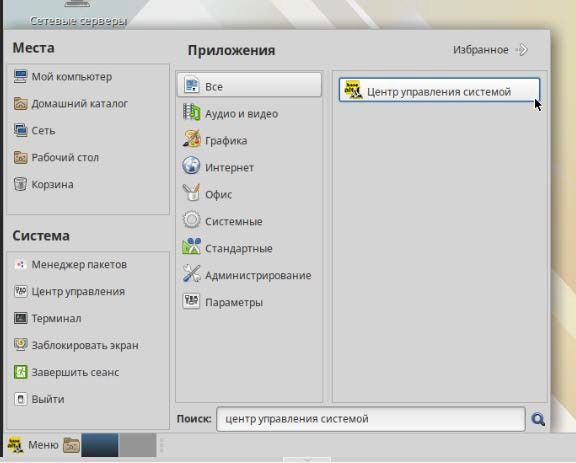 Сетевые серверы
Места
Мой компьютер
Домашний каталог
Сеть
Рабочий стол
Корзина
Система
Менеджер пакетов
Центр управления
Терминал
Заблокировать экран
Завершить сеанс
Выйти
Приложения
Избранное
Все
Аудио и видео
Графика
Интернет
Офис
Системные
Стандартные
Администрирование
Параметры
Центр управления системой
Поиск: центр управления системой
Меню